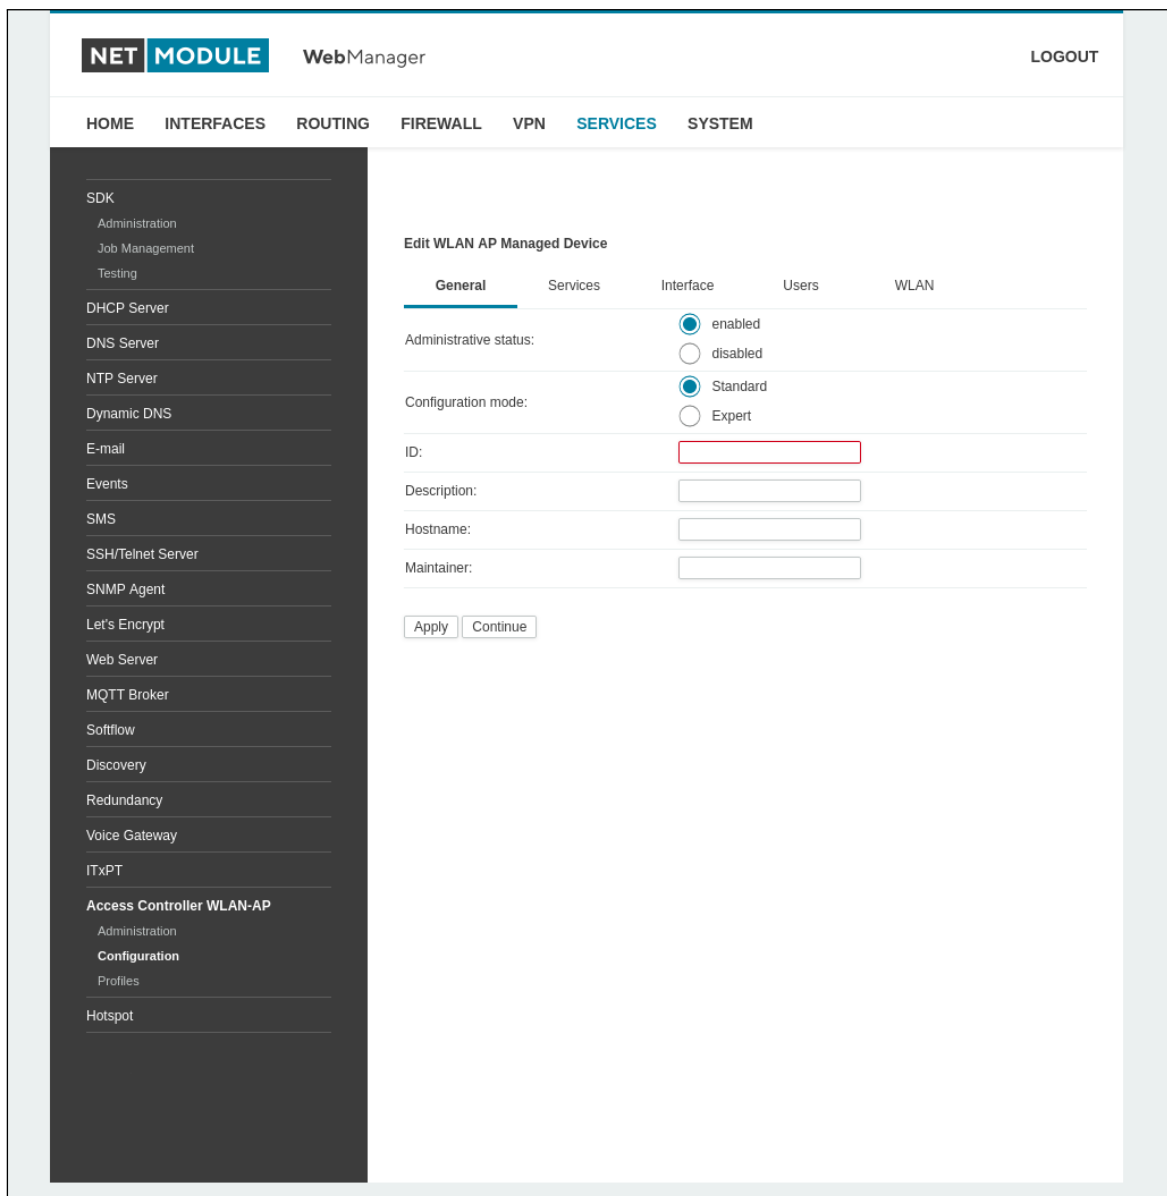 NET MODULE WebManager LOGOUT
HOME INTERFACES ROUTING FIREWALL VPN SERVICES SYSTEM
SDK
Administration
Job Management
Testing
DHCP Server
DNS Server
NTP Server
Dynamic DNS
E-mail
Events
SMS
SSH/Telnet Server
SNMP Agent
Let's Encrypt
Web Server
MQTT Broker
Softflow
Discovery
Redundancy
Voice Gateway
ITxPT
Access Controller WLAN-AP
Administration
Configuration
Profiles
Hotspot
Edit WLAN AP Managed Device
General Services Interface Users WLAN
Administrative status:
enabled
disabled
Configuration mode:
Standard
Expert
ID:
Description:
Hostname:
Maintainer:
Apply Continue